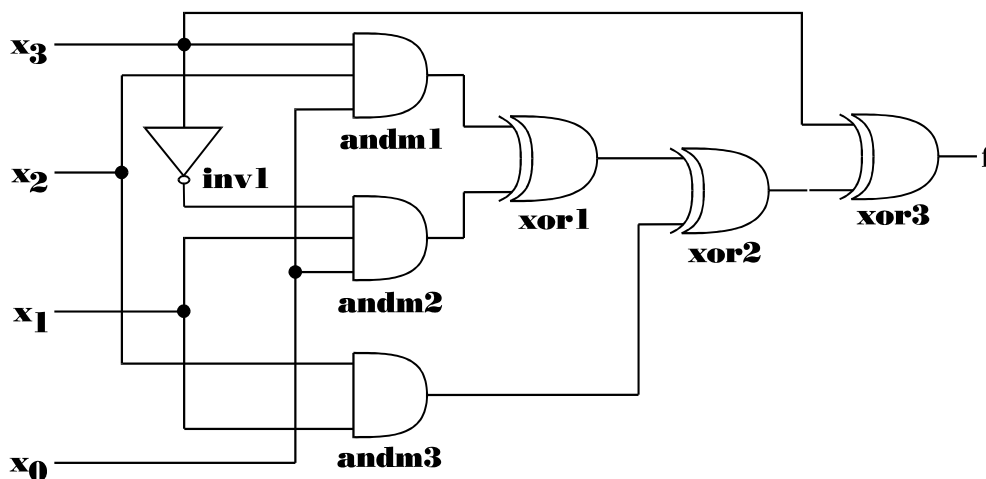 x3
andm1
x2
inv1
xor1
f
xor3
xor2
x1
andm2
x0
andm3